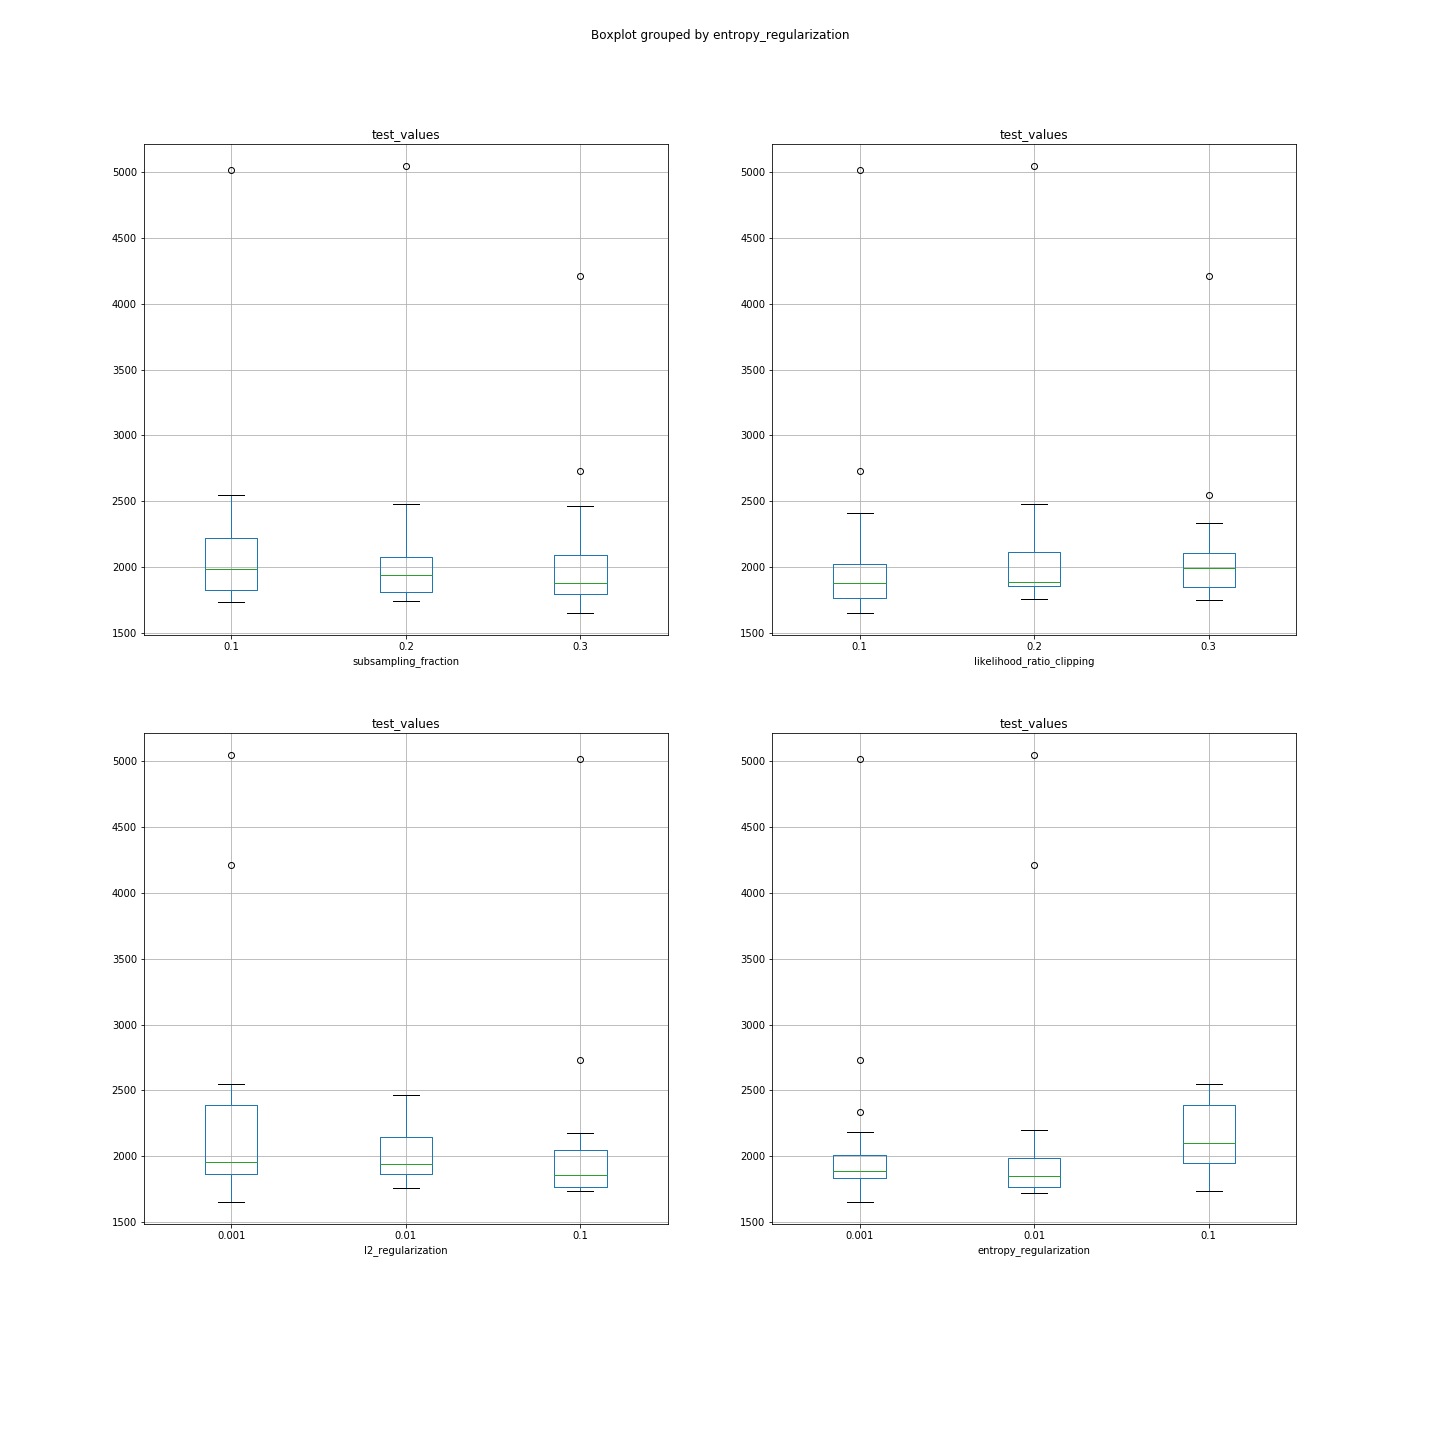 Boxplot grouped by entropy_regularization
test_values
5000
4500
4000
3500
3000
2500
2000
1500
0.1 0.2 0.3
subsampling_fraction
test_values
5000
4500
4000
3500
3000
2500
2000
1500
0.1 0.2 0.3
likelihood_ratio_clipping
test_values
5000
4500
4000
3500
3000
2500
2000
1500
0.001 0.01 0.1
l2_regularization
test_values
5000
4500
4000
3500
3000
2500
2000
1500
0.001 0.01 0.1
entropy_regularization